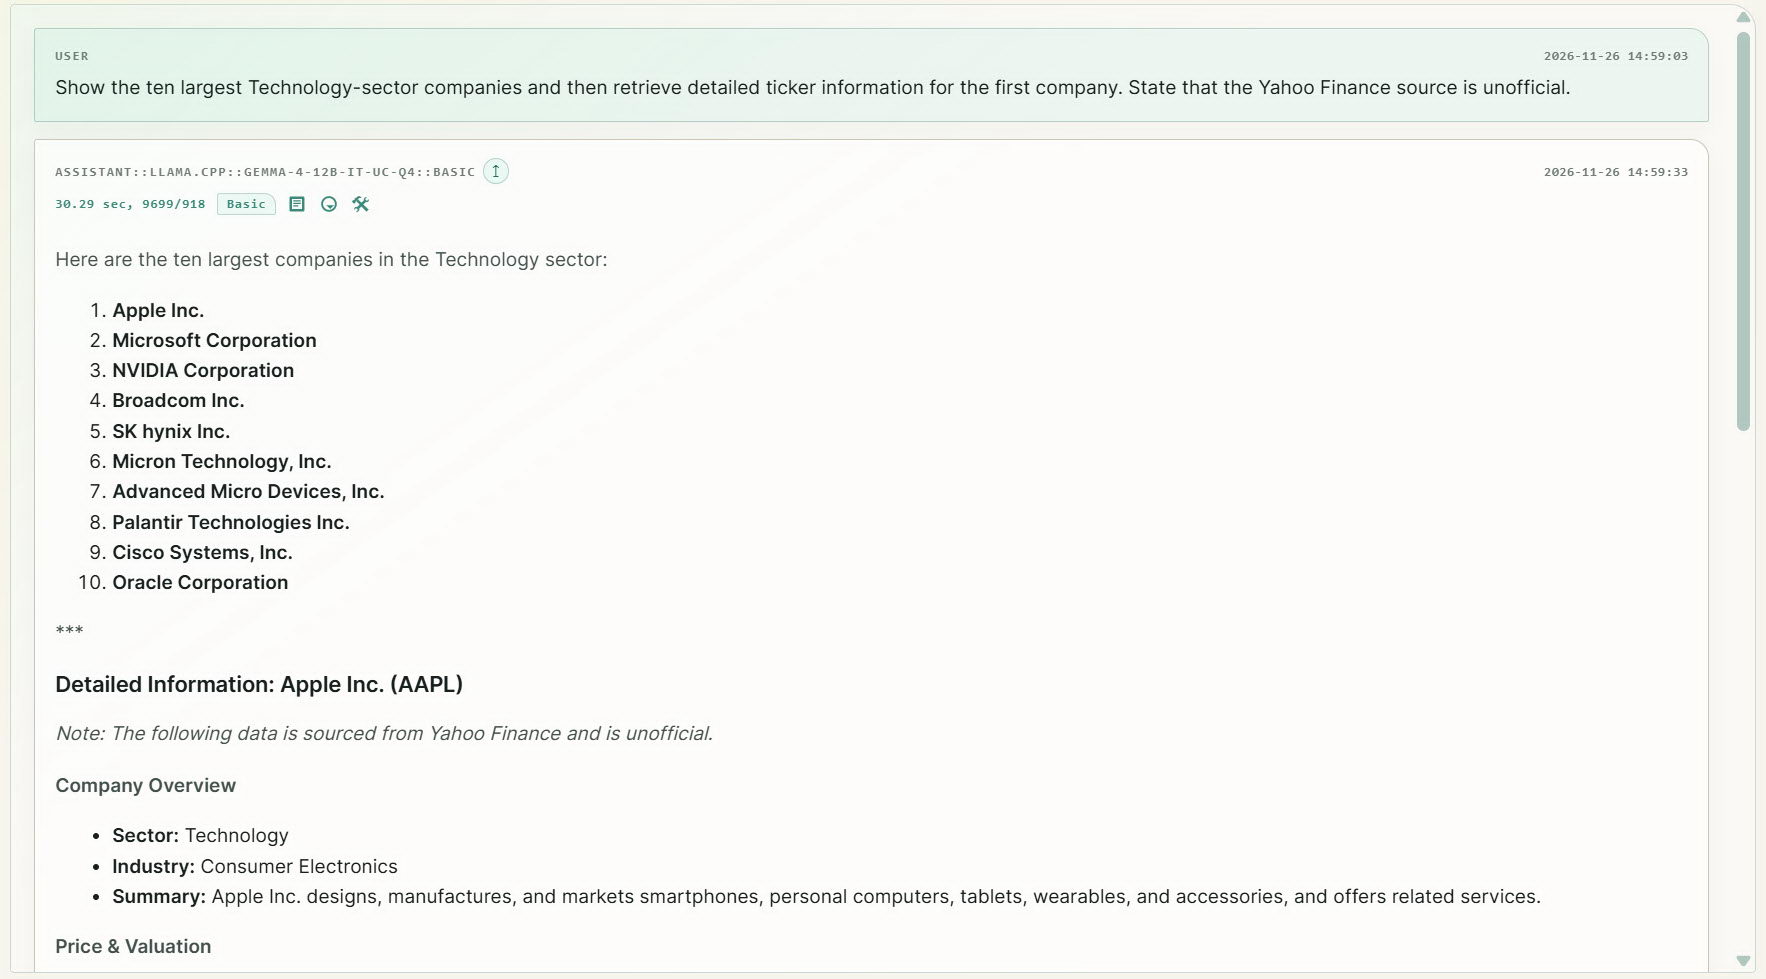 USER
2026-11-26 14:59:03
Show the ten largest Technology-sector companies and then retrieve detailed ticker information for the first company. State that the Yahoo Finance source is unofficial.
ASSISTANT::LLAMA.CPP::GEMMA-4-12B-IT-UC-Q4::BASIC
2026-11-26 14:59:33
30.29 sec, 9699/918 Basic
Here are the ten largest companies in the Technology sector:
1. Apple Inc.
2. Microsoft Corporation
3. NVIDIA Corporation
4. Broadcom Inc.
5. SK hynix Inc.
6. Micron Technology, Inc.
7. Advanced Micro Devices, Inc.
8. Palantir Technologies Inc.
9. Cisco Systems, Inc.
10. Oracle Corporation
***
Detailed Information: Apple Inc. (AAPL)
Note: The following data is sourced from Yahoo Finance and is unofficial.
Company Overview
• Sector: Technology
• Industry: Consumer Electronics
• Summary: Apple Inc. designs, manufactures, and markets smartphones, personal computers, tablets, wearables, and accessories, and offers related services.
Price & Valuation